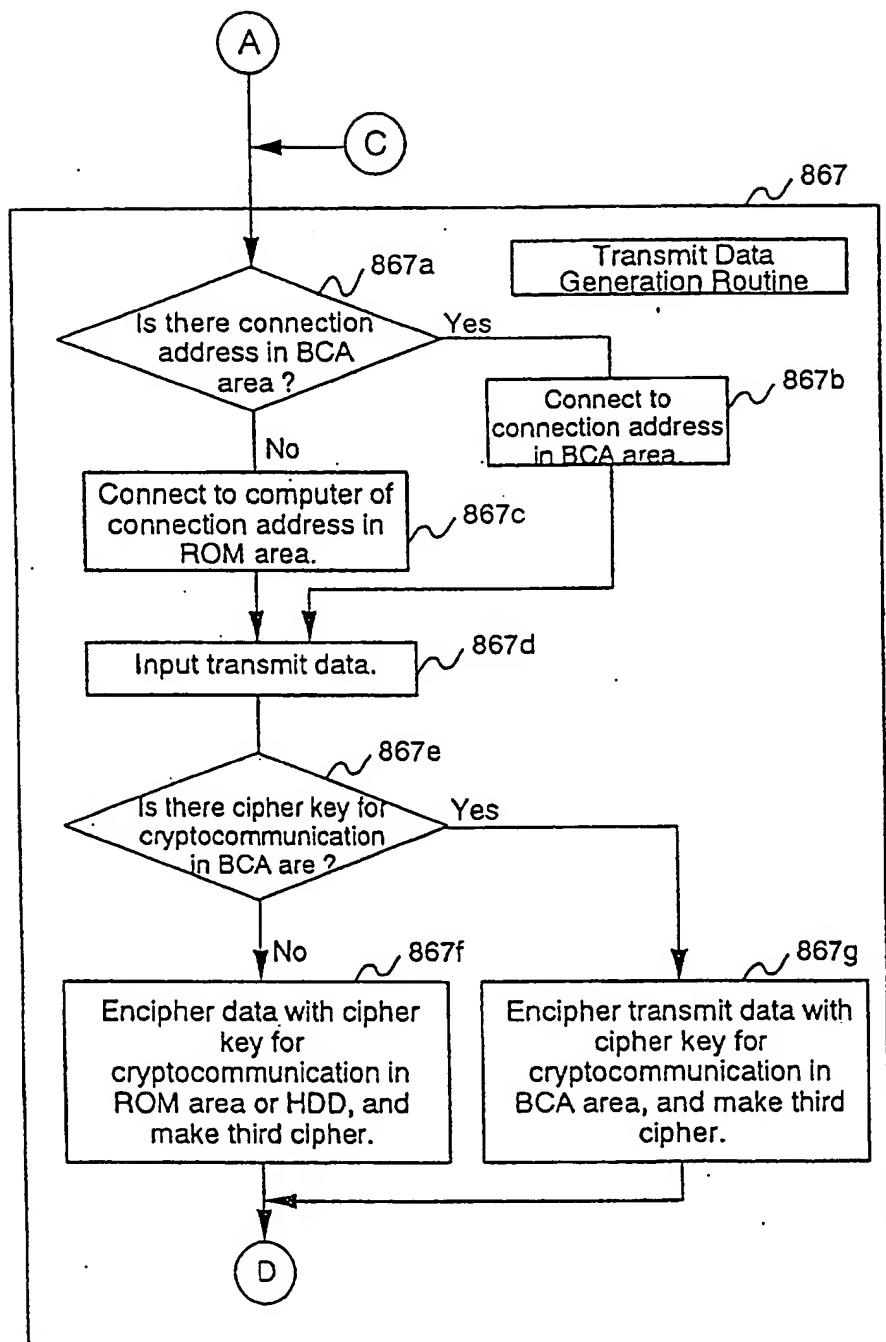 A
C
867
Transmit Data
Generation Routine
867a
Is there connection
address in BCA
area ?
Yes
867b
Connect to
connection address
in BCA area
No
Connect to computer of
connection address in
ROM area.
867c
Input transmit data.
867d
867e
Is there cipher key for
cryptocommunication
in BCA are ?
Yes
No
867f
Encipher data with cipher
key for
cryptocommunication in
ROM area or HDD, and
make third cipher.
867g
Encipher transmit data with
cipher key for
cryptocommunication in
BCA area, and make third
cipher.
D